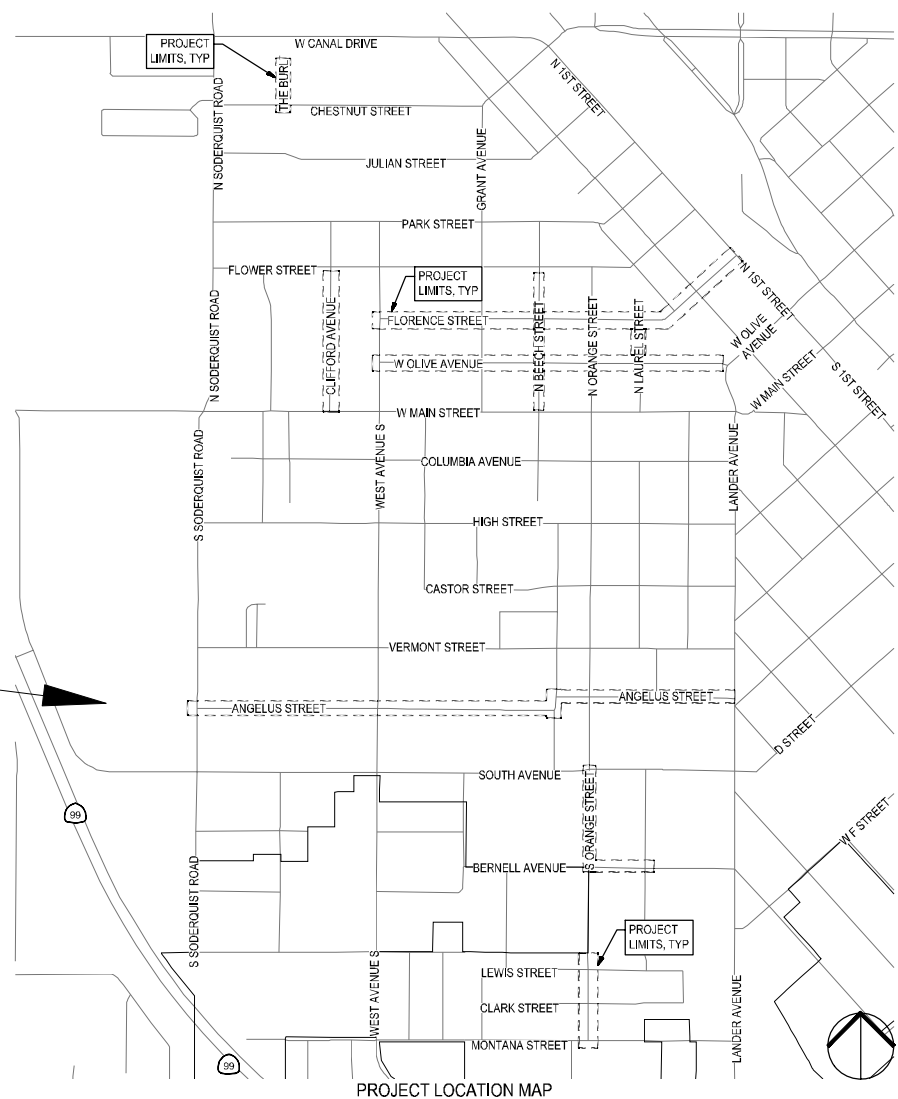 W CANAL DRIVE
PROJECT
LIMITS, TYP
THE BURL
N 1ST STREET
N SODERQUIST ROAD
CHESTNUT STREET
GRANT AVENUE
JULIAN STREET
PARK STREET
FLOWER STREET
PROJECT
LIMITS, TYP
N 1ST STREET
N SODERQUIST ROAD
CLIFFORD AVENUE
FLORENCE STREET
N BEECH STREET
N ORANGE STREET
N LAUREL STREET
W OLIVE
AVENUE
W OLIVE AVENUE
W MAIN STREET
S 1ST STREET
W MAIN STREET
S SODERQUIST ROAD
WEST AVENUE S
COLUMBIA AVENUE
LANDER AVENUE
HIGH STREET
CASTOR STREET
VERMONT STREET
ANGELUS STREET
ANGELUS STREET
D STREET
SOUTH AVENUE
99
S ORANGE STREET
W F STREET
BERNELL AVENUE
S SODERQUIST ROAD
PROJECT
LIMITS, TYP
WEST AVENUE S
LEWIS STREET
CLARK STREET
LANDER AVENUE
MONTANA STREET
99
PROJECT LOCATION MAP